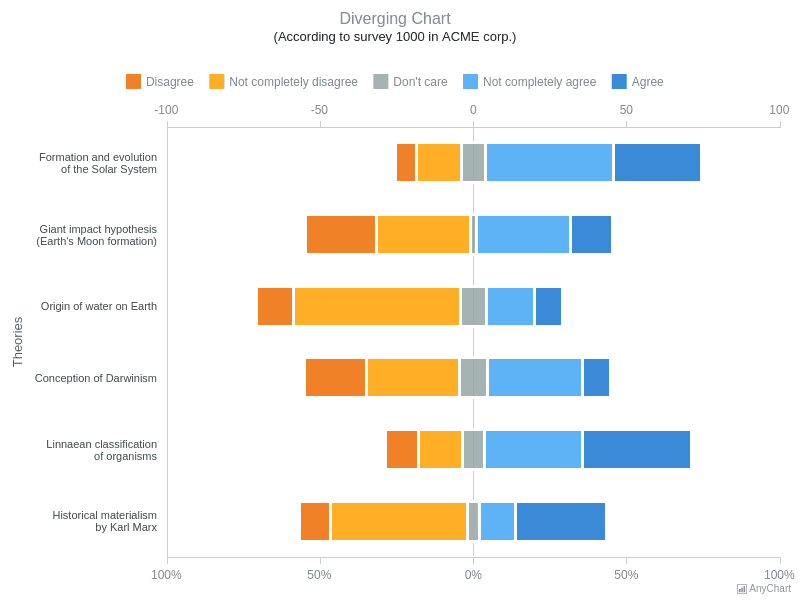 Diverging Chart
(According to survey 1000 in ACME corp.)
Disagree Not completely disagree Don't care Not completely agree Agree
-100 -50 0 50 100
Formation and evolution
of the Solar System
Giant impact hypothesis
(Earth's Moon formation)
Origin of water on Earth
Theories
Conception of Darwinism
Linnaean classification
of organisms
Historical materialism
by Karl Marx
100% 50% 0% 50% 100%
AnyChart